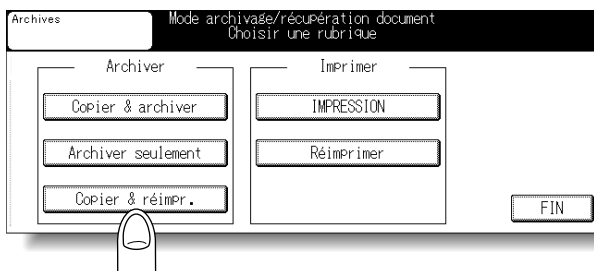 Archives
Mode archivage/récupération document
Choisir une rubrique
Archiver
Imprimer
Copier & archiver
IMPRESSION
Archiver seulement
Réimprimer
Copier & réimpr.
FIN